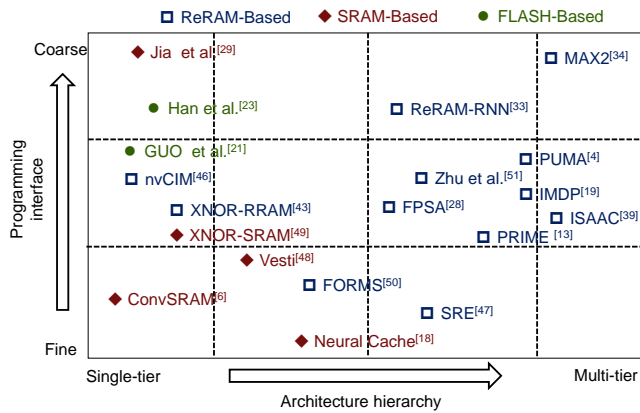 ReRAM-Based SRAM-Based FLASH-Based
Coarse
Jia et al.[29]
MAX2[34]
Han et al.[23]
ReRAM-RNN[33]
GUO et al.[21]
PUMA[4]
nvCIM[46]
Zhu et al.[51]
IMDP[19]
XNOR-RRAM[43]
FPSA[28]
ISAAC[39]
XNOR-SRAM[49]
PRIME [13]
Vesti[48]
FORMS[50]
ConvSRAM[6]
SRE[47]
Neural Cache[18]
Programming
interface
Fine
Single-tier
Multi-tier
Architecture hierarchy